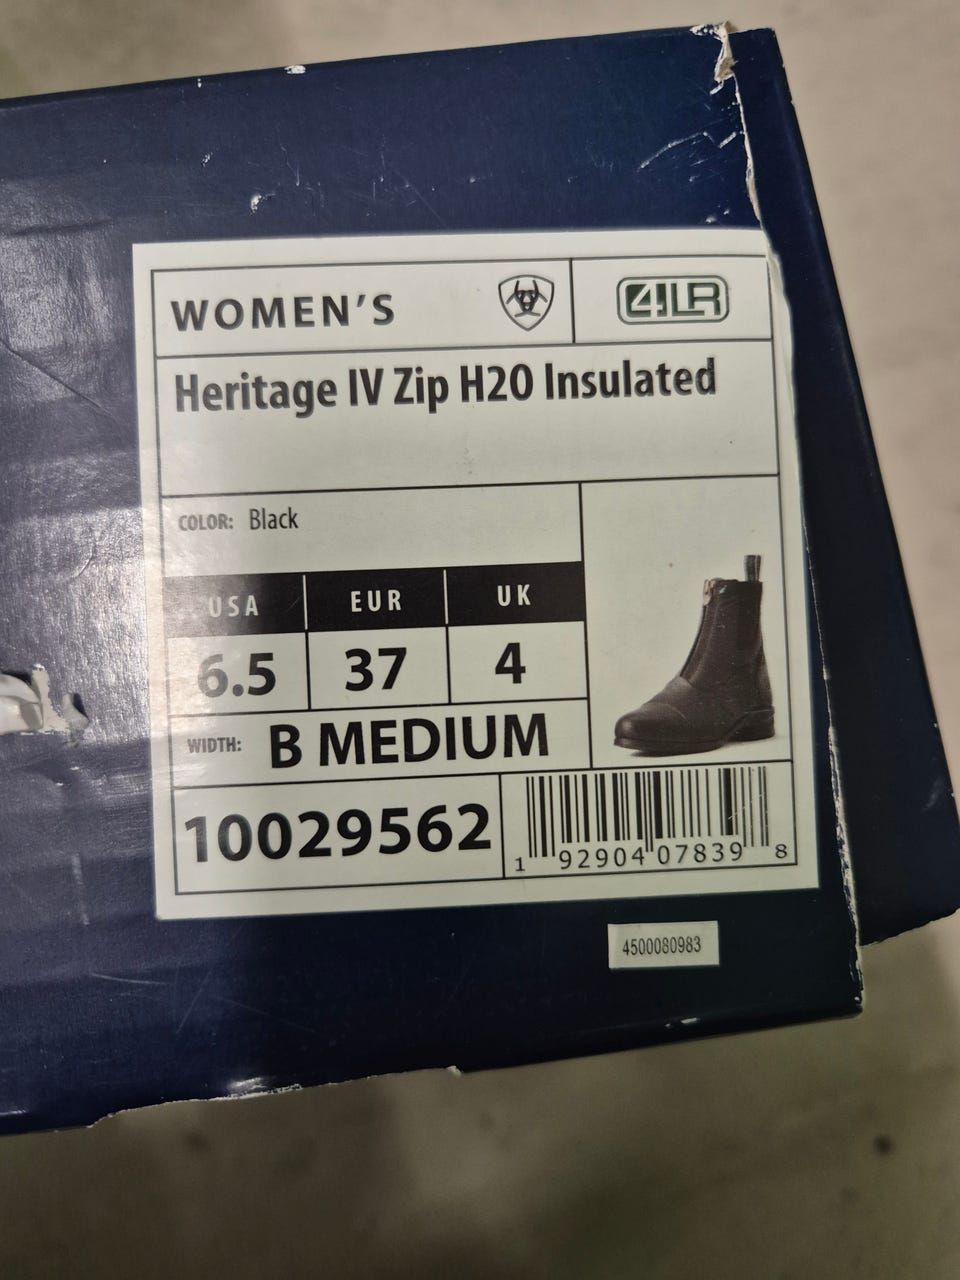 WOMEN'S
4LR
Heritage IV Zip H20 Insulated
COLOR: Black
USA EUR UK
6.5 37 4
WIDTH: B MEDIUM
10029562
1 92904 07839 8
4500080983